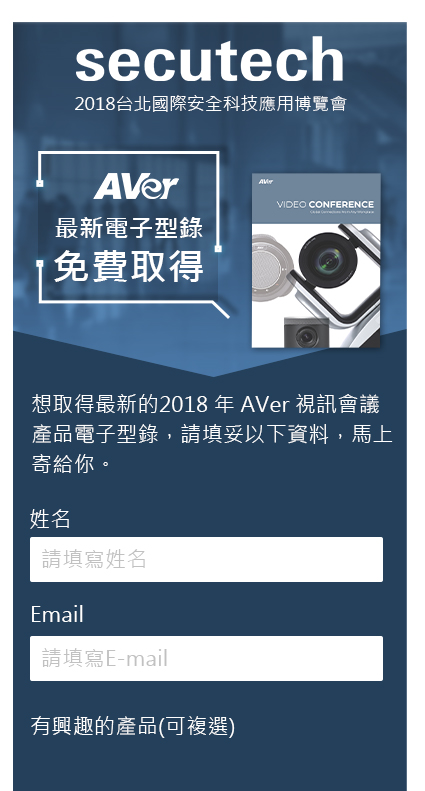 secutech
2018台北國際安全科技應用博覽會
AVer
最新電子型錄
免費取得
AVer
VIDEO CONFERENCE
想取得最新的2018 年 AVer 視訊會議
產品電子型錄，請填妥以下資料，馬上
寄給你。
姓名
請填寫姓名
Email
請填寫E-mail
有興趣的產品(可複選)